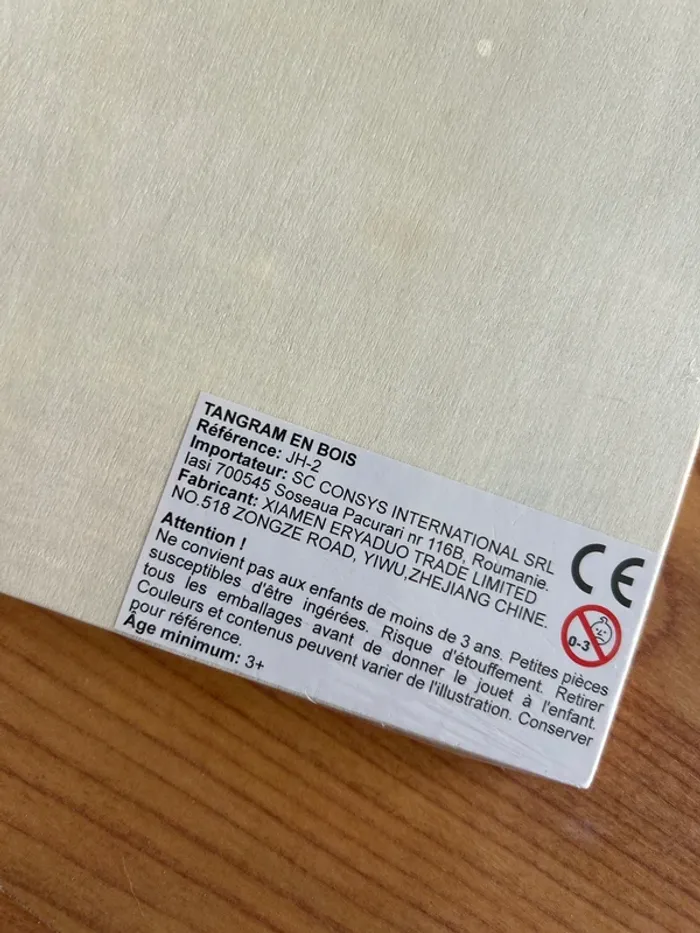 TANGRAM EN BOIS
Référence: JH-2
Importateur: SC CONSYS INTERNATIONAL SRL
Iasi 700545 Soseaua Pacurari nr 116B, Roumanie.
Fabricant: XIAMEN ERYADUO TRADE LIMITED
NO.518 ZONGZE ROAD, YIWU,ZHEJIANG CHINE.
CE
Attention !
Ne convient pas aux enfants de moins de 3 ans. Petites pièces
susceptibles d'être ingérées. Risque d'étouffement. Retirer
tous les emballages avant de donner le jouet à l'enfant.
Couleurs et contenus peuvent varier de l'illustration. Conserver
pour référence.
Âge minimum: 3+
0-3